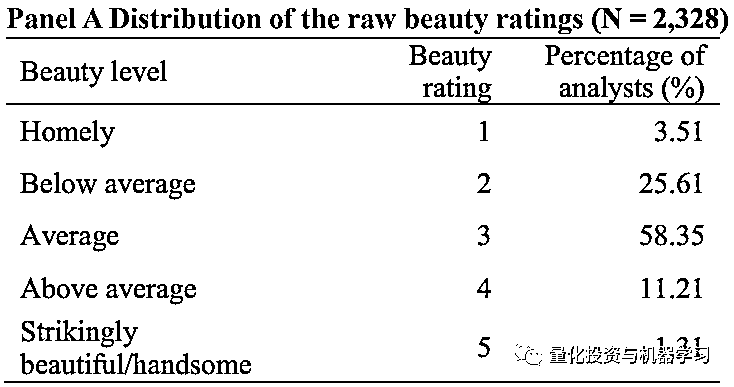 Panel A Distribution of the raw beauty ratings (N = 2,328)
Beauty level Beauty rating Percentage of analysts (%)
Homely 1 3.51
Below average 2 25.61
Average 3 58.35
Above average 4 11.21
Strikingly
beautiful/handsome 5
量化投资与机器学习